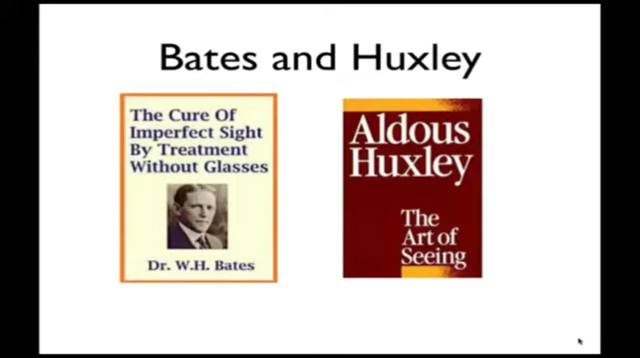 Bates and Huxley
The Cure Of
Imperfect Sight
By Treatment
Without Glasses
Dr. W.H. Bates
Aldous
Huxley
The
Art of
Seeing